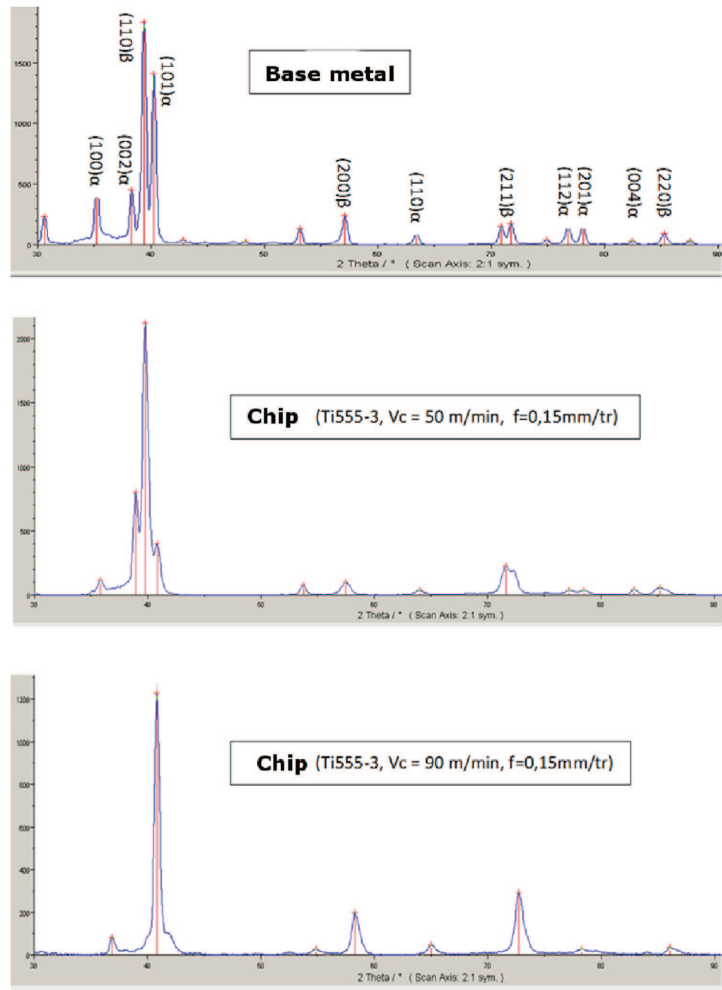 Base metal
(100)α
(002)α
(110)β
(101)α
(200)β
(110)α
(211)β
(112)α
(201)α
(004)α
(220)β
1500
1000
500
0
30 40 50 60 70 80 90
2 Theta / ° ( Scan Axis: 2:1 sym. )
Chip (Ti555-3, Vc = 50 m/min, f=0,15mm/tr)
2000
1500
1000
500
0
30 40 50 60 70 80 90
2 Theta / ° ( Scan Axis: 2:1 sym. )
Chip (Ti555-3, Vc = 90 m/min, f=0,15mm/tr)
1200
1000
800
600
400
200
0
30 40 50 60 70 80 90
2 Theta / ° ( Scan Axis: 2:1 sym. )